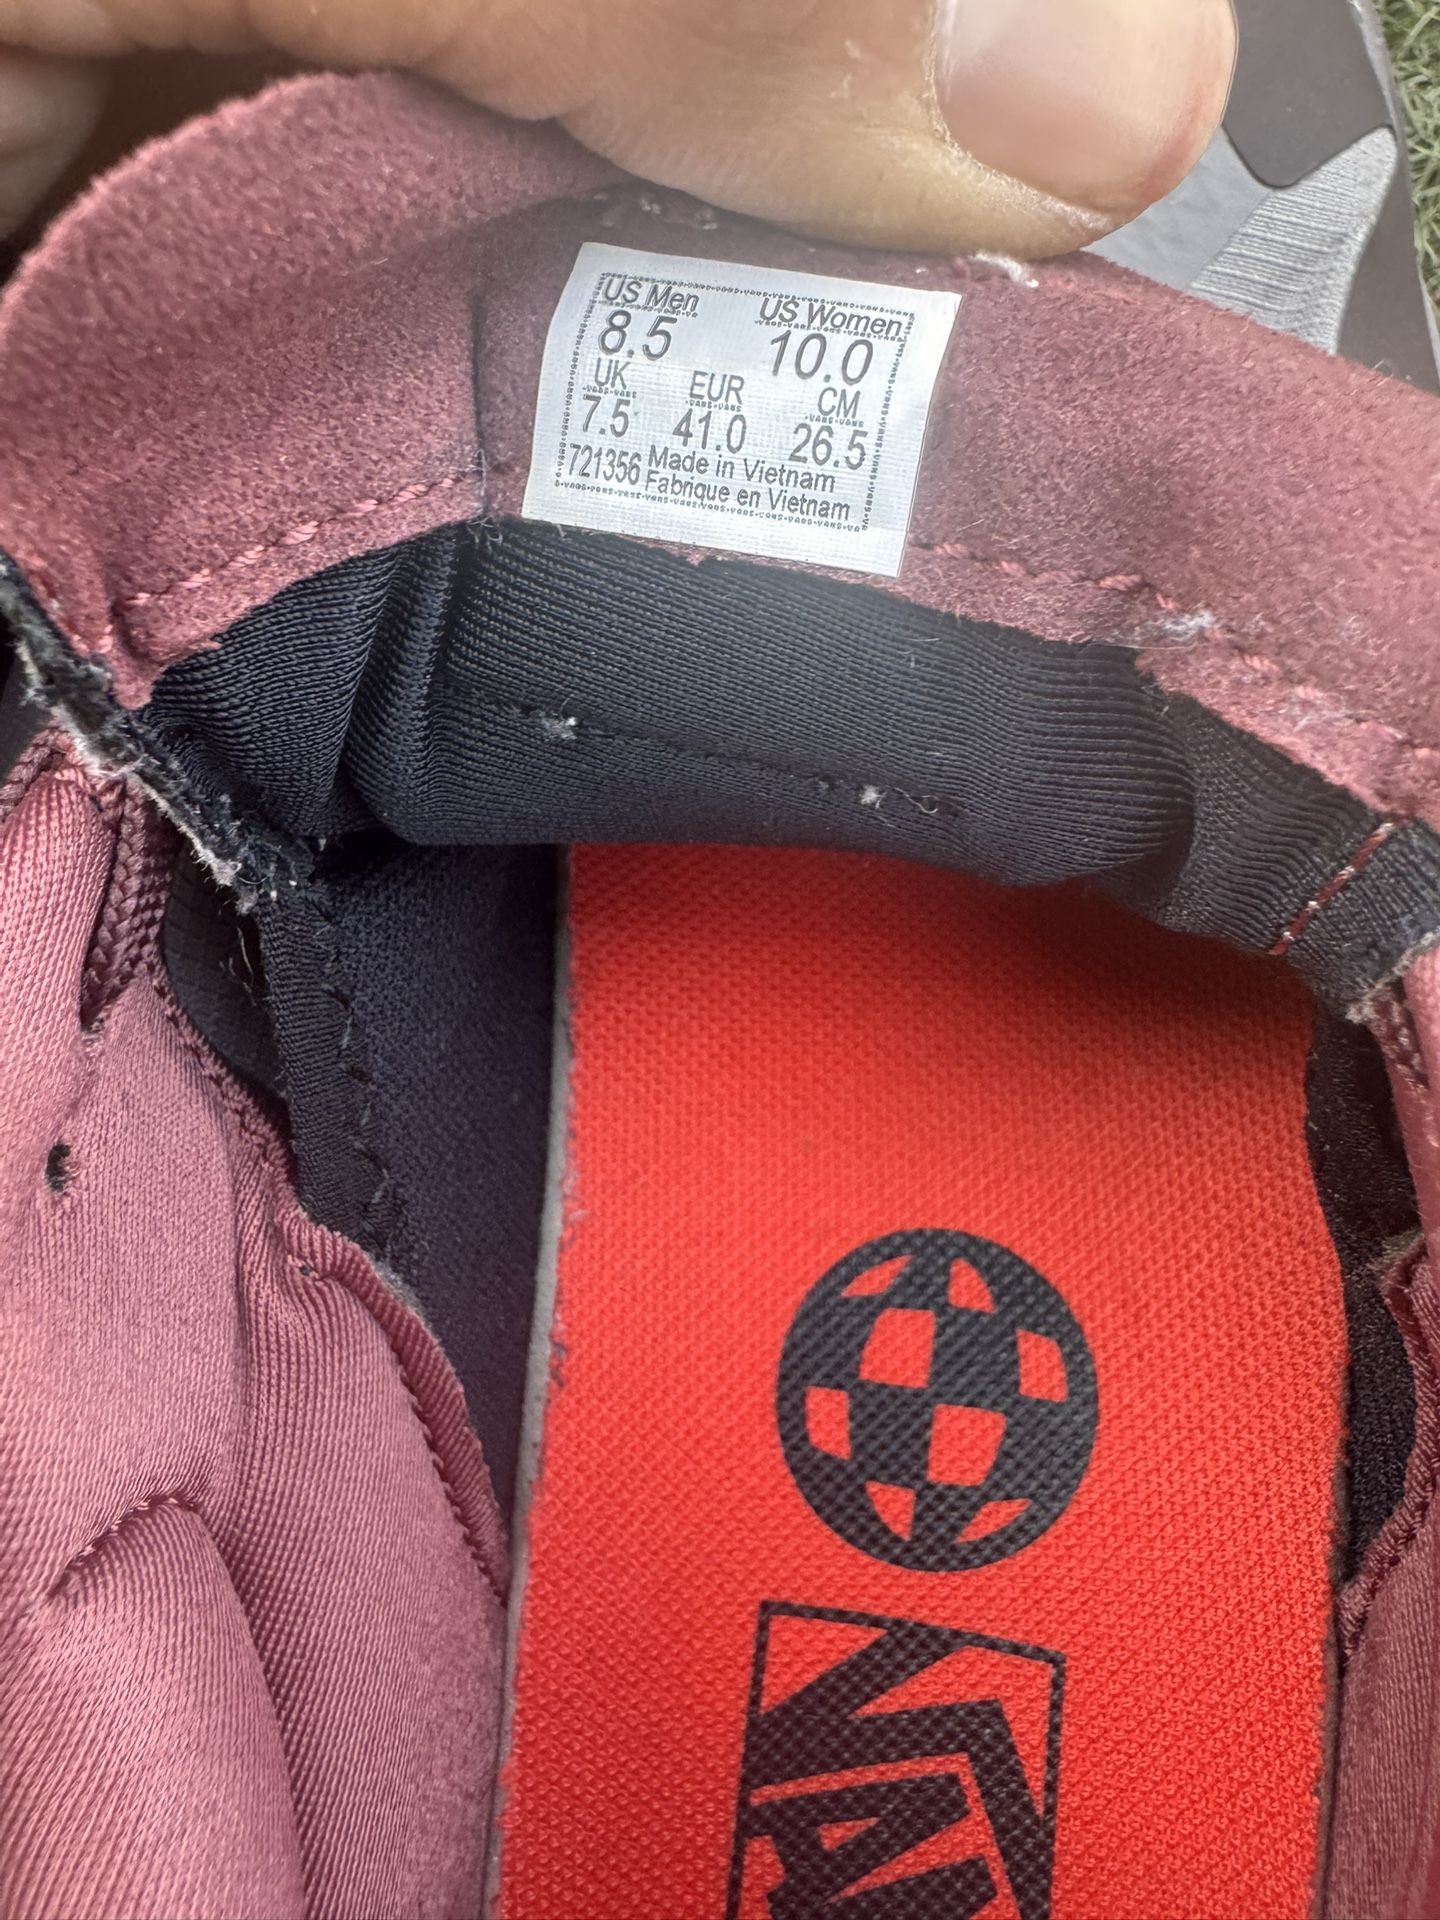 US Men US Women
8.5 10.0
UK EUR CM
7.5 41.0 26.5
721356 Made in Vietnam
Fabrique en Vietnam